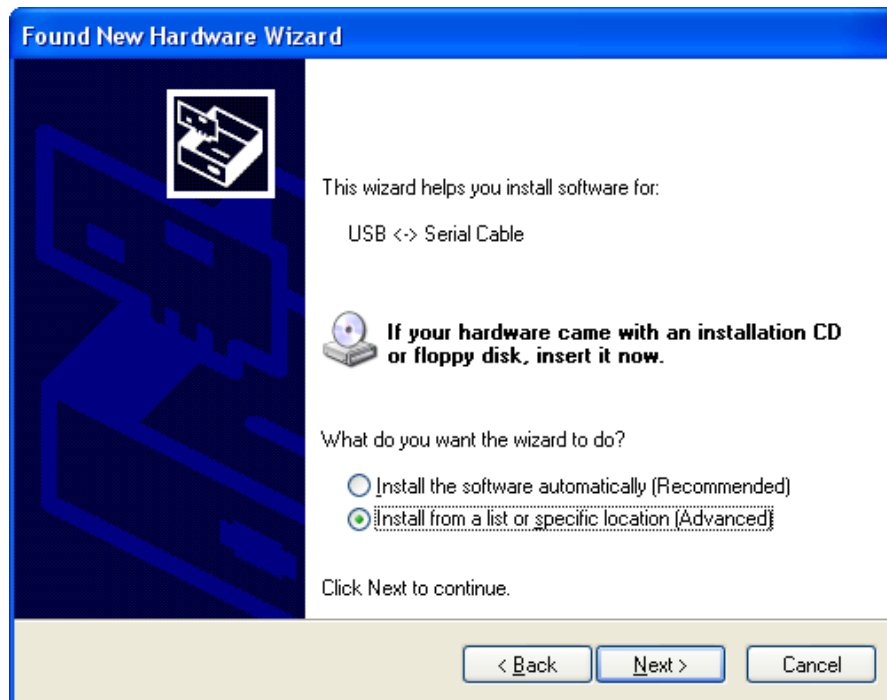 Found New Hardware Wizard
This wizard helps you install software for:
USB <-> Serial Cable
If your hardware came with an installation CD
or floppy disk, insert it now.
What do you want the wizard to do?
Install the software automatically (Recommended)
Install from a list or specific location (Advanced)
Click Next to continue.
< Back
Next >
Cancel